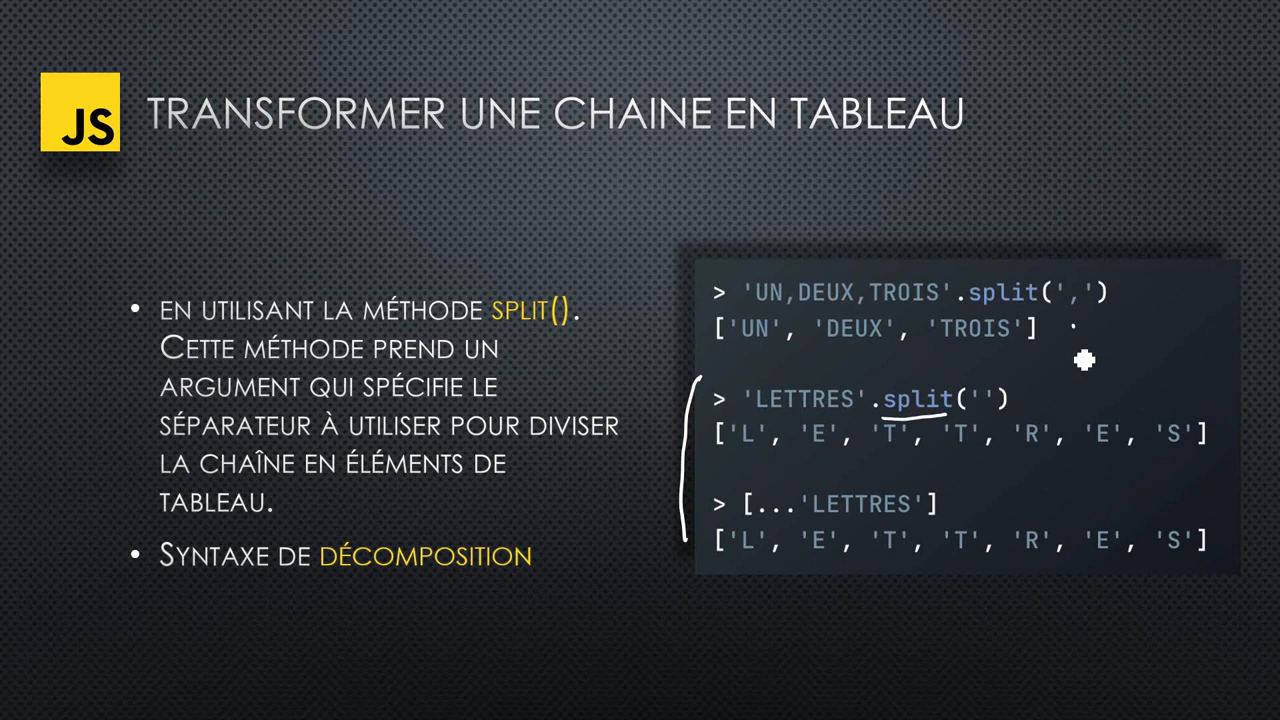 JS
TRANSFORMER UNE CHAINE EN TABLEAU
• EN UTILISANT LA MÉTHODE SPLIT().
CETTE MÉTHODE PREND UN
ARGUMENT QUI SPÉCIFIE LE
SÉPARATEUR À UTILISER POUR DIVISER
LA CHAÎNE EN ÉLÉMENTS DE
TABLEAU.
• SYNTAXE DE DÉCOMPOSITION
> 'UN,DEUX,TROIS'.split(',')
['UN', 'DEUX', 'TROIS']
> 'LETTRES'.split('')
['L', 'E', 'T', 'T', 'R', 'E', 'S']
> [...'LETTRES']
['L', 'E', 'T', 'T', 'R', 'E', 'S']